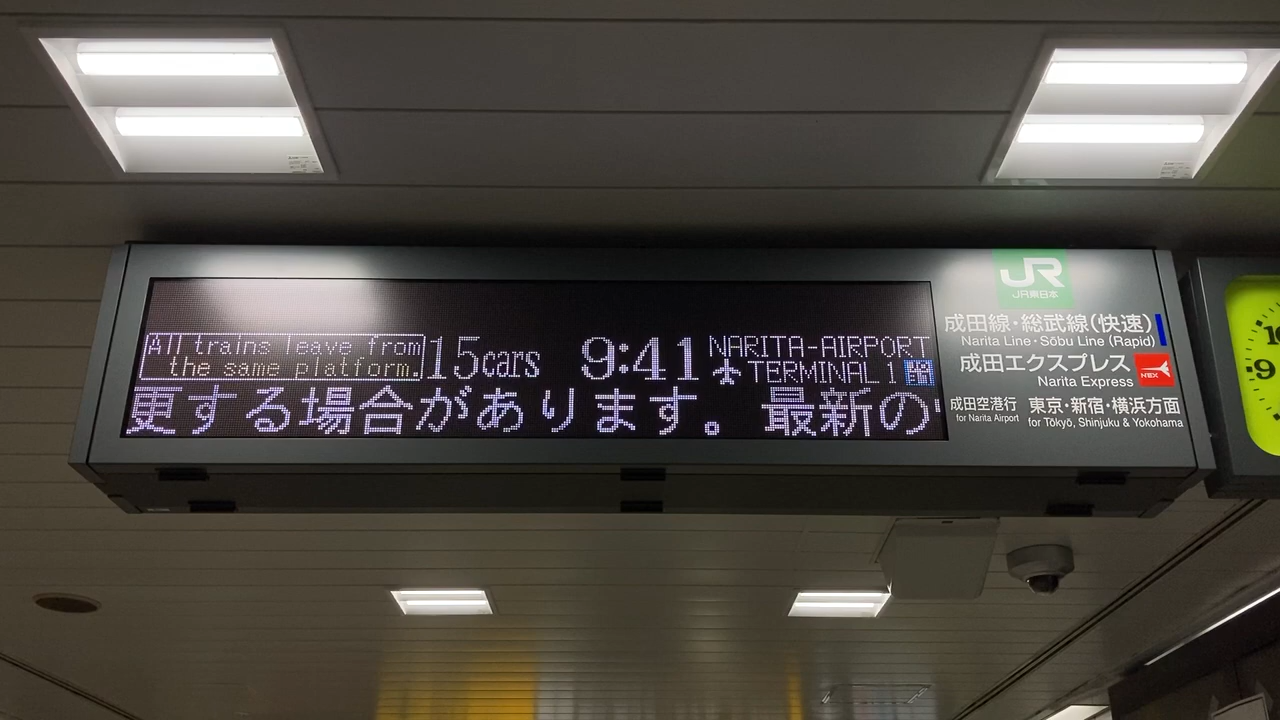 All trains leave from
the same platform.
15cars 9:41 NARITA-AIRPORT
TERMINAL 1
更する場合があります。 最新の
JR
JR東日本
成田線・総武線(快速)
Narita Line・Sōbu Line (Rapid)
成田エクスプレス
Narita Express
NEX
成田空港行 東京・新宿・横浜方面
for Narita Airport for Tōkyō, Shinjuku & Yokohama
10
9